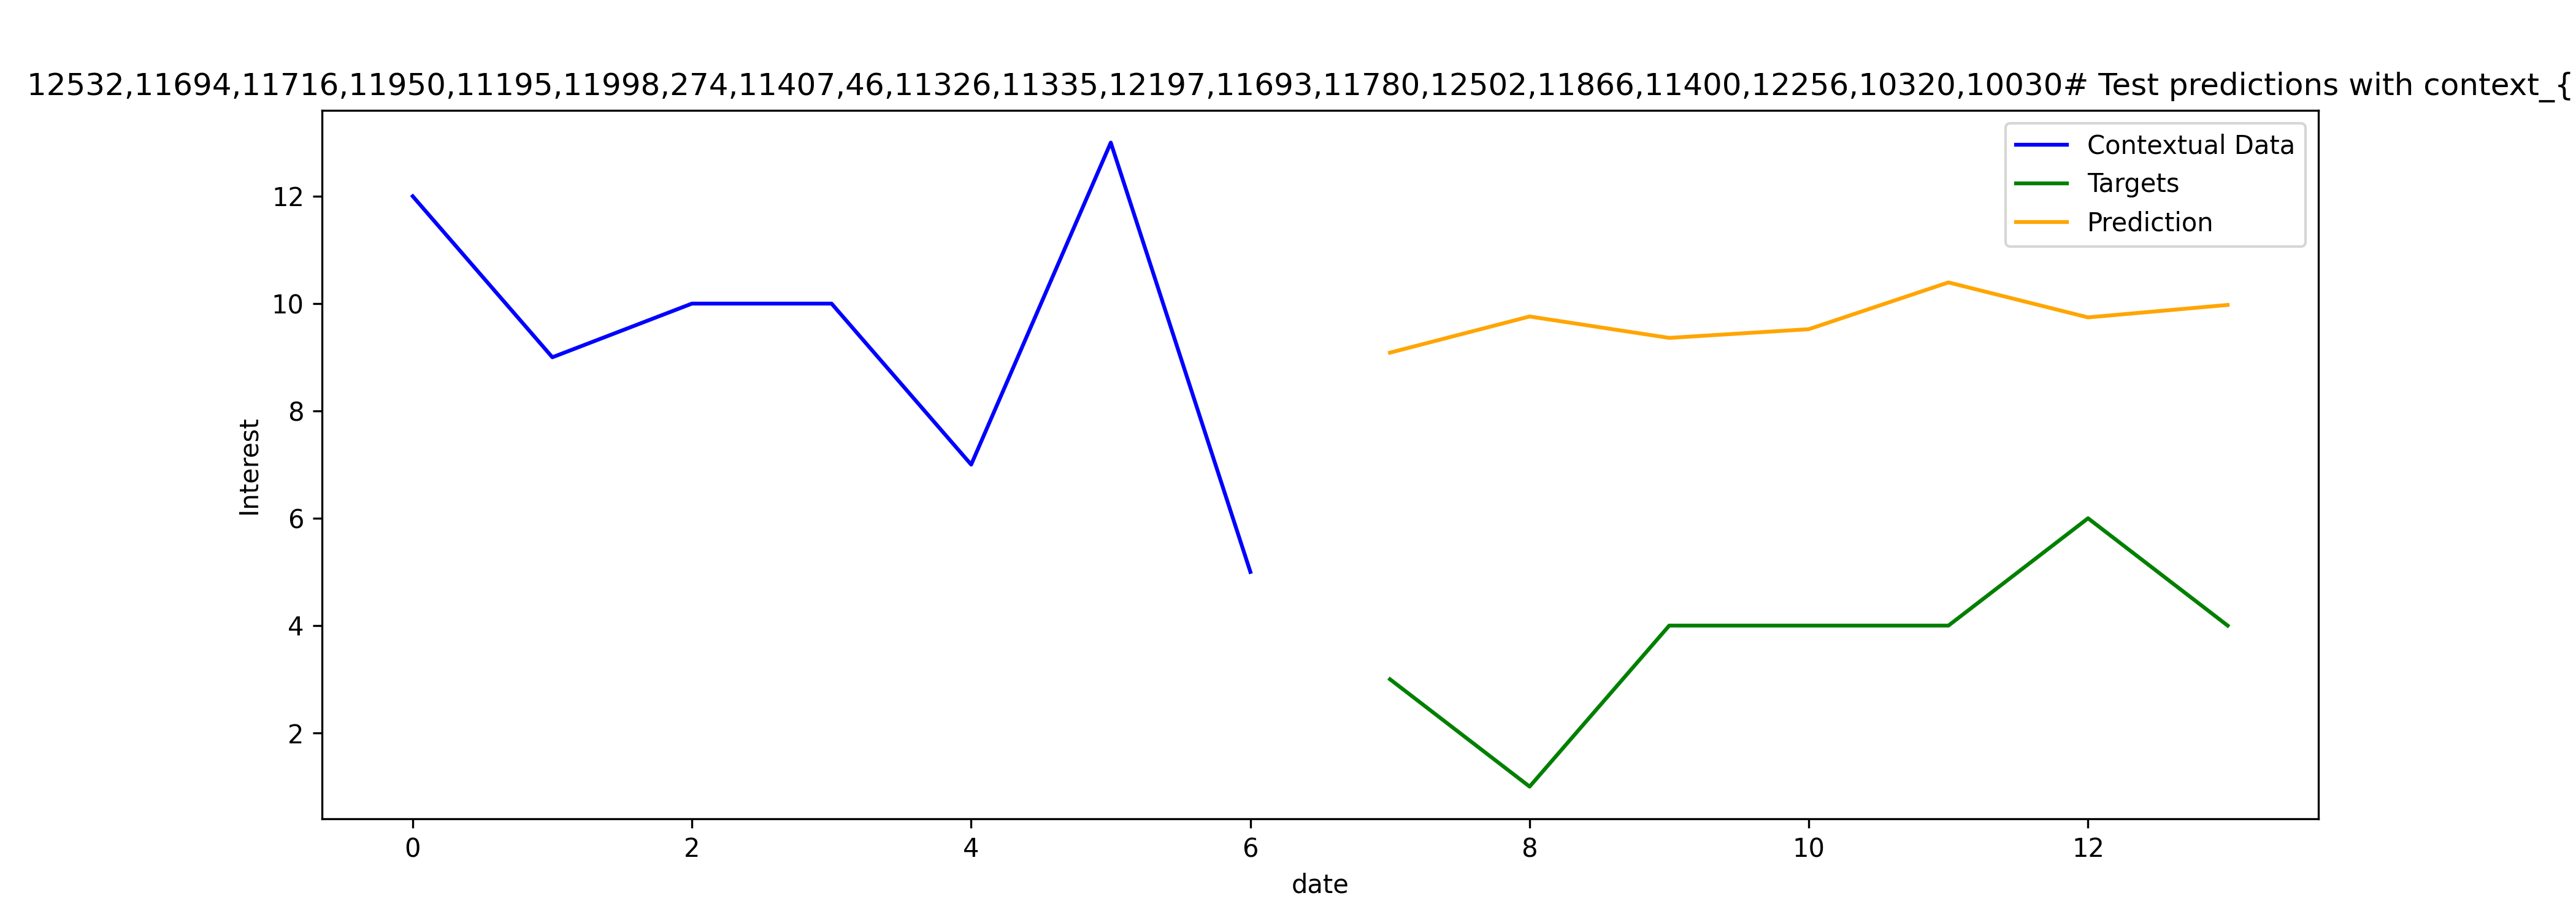 12532,11694,11716,11950,11195,11998,274,11407,46,11326,11335,12197,11693,11780,12502,11866,11400,12256,10320,10030# Test predictions with context_{
Contextual Data
Targets
Prediction
12
10
8
6
4
2
Interest
0 2 4 6 8 10 12
date